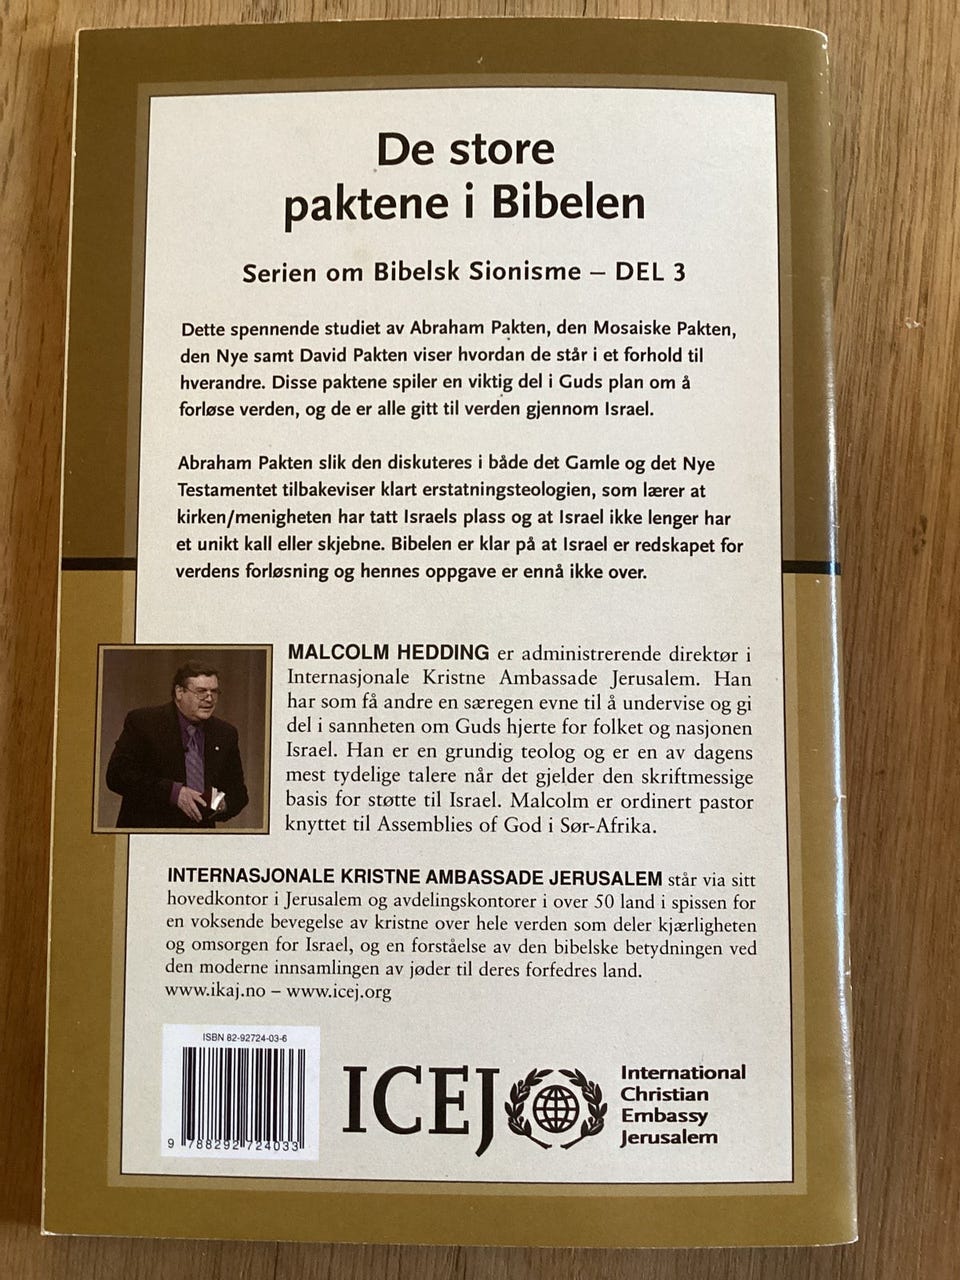 De store
paktene i Bibelen
Serien om Bibelsk Sionisme – DEL 3
Dette spennende studiet av Abraham Pakten, den Mosaiske Pakten,
den Nye samt David Pakten viser hvordan de står i et forhold til
hverandre. Disse paktene spiler en viktig del i Guds plan om å
forløse verden, og de er alle gitt til verden gjennom Israel.
Abraham Pakten slik den diskuteres i både det Gamle og det Nye
Testamentet tilbakeviser klart erstatningsteologien, som lærer at
kirken/menigheten har tatt Israels plass og at Israel ikke lenger har
et unikt kall eller skjebne. Bibelen er klar på at Israel er redskapet for
verdens forløsning og hennes oppgave er ennå ikke over.
MALCOLM HEDDING er administrerende direktør i
Internasjonale Kristne Ambassade Jerusalem. Han
har som få andre en særegen evne til å undervise og gi
del i sannheten om Guds hjerte for folket og nasjonen
Israel. Han er en grundig teolog og er en av dagens
mest tydelige talere når det gjelder den skriftmessige
basis for støtte til Israel. Malcolm er ordinert pastor
knyttet til Assemblies of God i Sør-Afrika.
INTERNASJONALE KRISTNE AMBASSADE JERUSALEM står via sitt
hovedkontor i Jerusalem og avdelingskontorer i over 50 land i spissen for
en voksende bevegelse av kristne over hele verden som deler kjærligheten
og omsorgen for Israel, og en forståelse av den bibelske betydningen ved
den moderne innsamlingen av jøder til deres forfedres land.
www.ikaj.no – www.icej.org
ISBN 82-92724-03-6
9 788292 724033
ICEJ
International
Christian
Embassy
Jerusalem